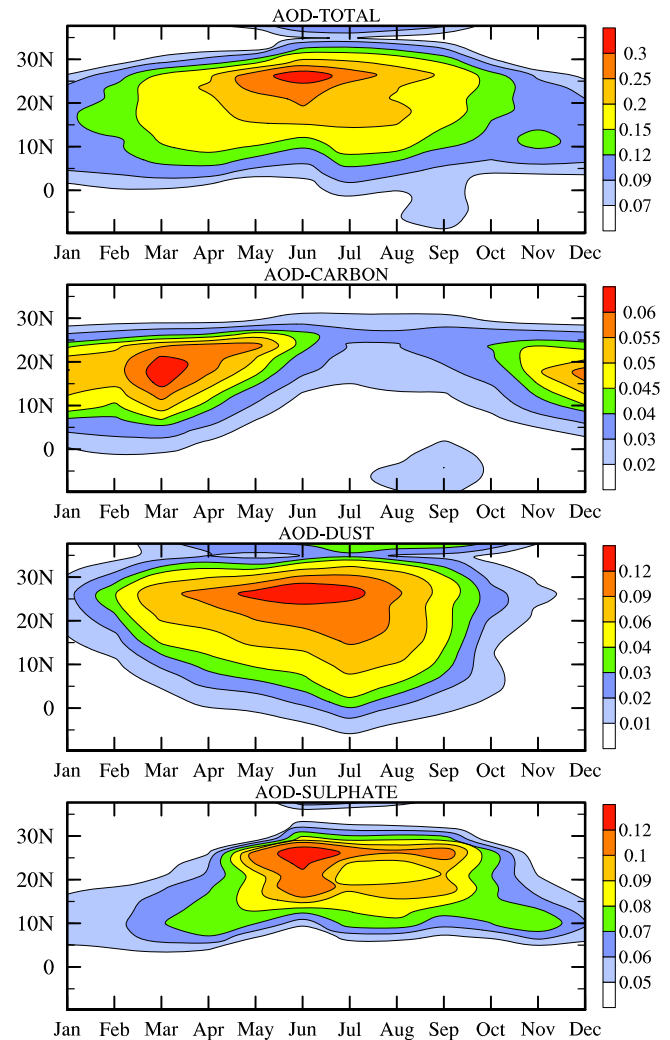 AOD-TOTAL
30N
20N
10N
0
Jan Feb Mar Apr May Jun Jul Aug Sep Oct Nov Dec
0.3
0.25
0.2
0.15
0.12
0.09
0.07
AOD-CARBON
30N
20N
10N
0
Jan Feb Mar Apr May Jun Jul Aug Sep Oct Nov Dec
0.06
0.055
0.05
0.045
0.04
0.03
0.02
AOD-DUST
30N
20N
10N
0
Jan Feb Mar Apr May Jun Jul Aug Sep Oct Nov Dec
0.12
0.09
0.06
0.04
0.03
0.02
0.01
AOD-SULPHATE
30N
20N
10N
0
Jan Feb Mar Apr May Jun Jul Aug Sep Oct Nov Dec
0.12
0.1
0.09
0.08
0.07
0.06
0.05